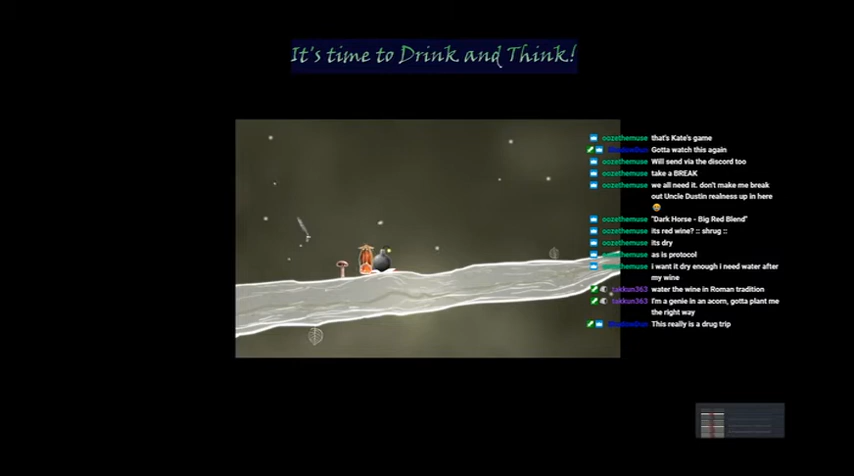 It's time to Drink and Think!
oozethemuse that's Kate's game
Gotta watch this again
oozethemuse Will send via the discord too
oozethemuse take a BREAK
oozethemuse we all need it. don't make me break
out Uncle Dustin realness up in here
oozethemuse "Dark Horse - Big Red Blend"
oozethemuse its red wine? :: shrug ::
oozethemuse its dry
oozethemuse as is protocol
oozethemuse i want it dry enough i need water after
my wine
takkun363 water the wine in Roman tradition
takkun363 I'm a genie in an acorn, gotta plant me
the right way
This really is a drug trip